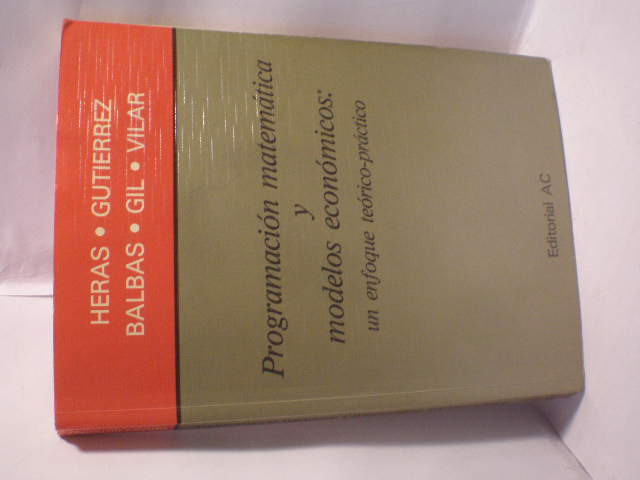 HERAS • GUTIERREZ
BALBAS • GIL • VILAR
Programación matemática
y
modelos económicos:
un enfoque teórico-práctico
Editorial AC